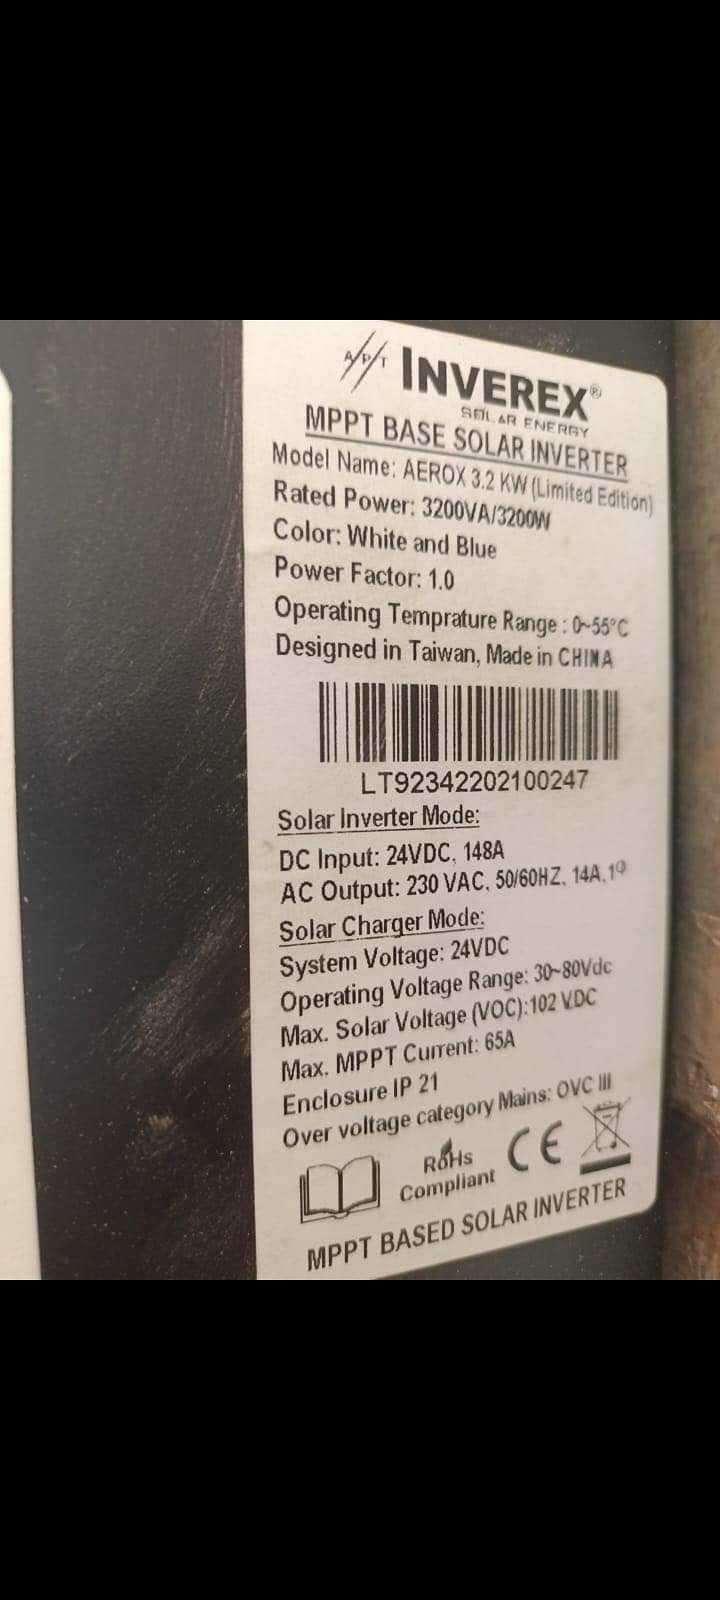 APT INVEREX®
SOLAR ENERGY
MPPT BASE SOLAR INVERTER
Model Name: AEROX 3.2 KW (Limited Edition)
Rated Power: 3200VA/3200W
Color: White and Blue
Power Factor: 1.0
Operating Temprature Range : 0~55°C
Designed in Taiwan, Made in CHINA
LT92342202100247
Solar Inverter Mode:
DC Input: 24VDC, 148A
AC Output: 230 VAC, 50/60HZ, 14A,1Φ
Solar Charger Mode:
System Voltage: 24VDC
Operating Voltage Range: 30~80Vdc
Max. Solar Voltage (VOC):102 VDC
Max. MPPT Current: 65A
Enclosure IP 21
Over voltage category Mains: OVC III
RoHs
Compliant
CE
MPPT BASED SOLAR INVERTER